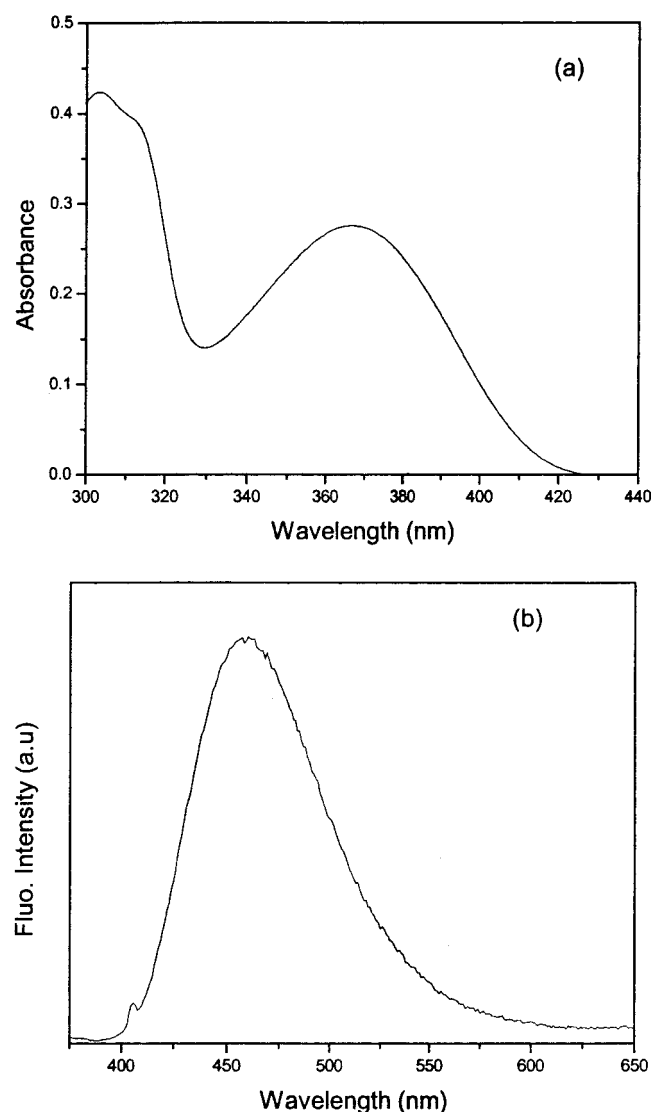 0.5
(a)
0.4
0.3
Absorbance
0.2
0.1
0.0
300 320 340 360 380 400 420 440
Wavelength (nm)
(b)
Fluo. Intensity (a.u)
400 450 500 550 600 650
Wavelength (nm)